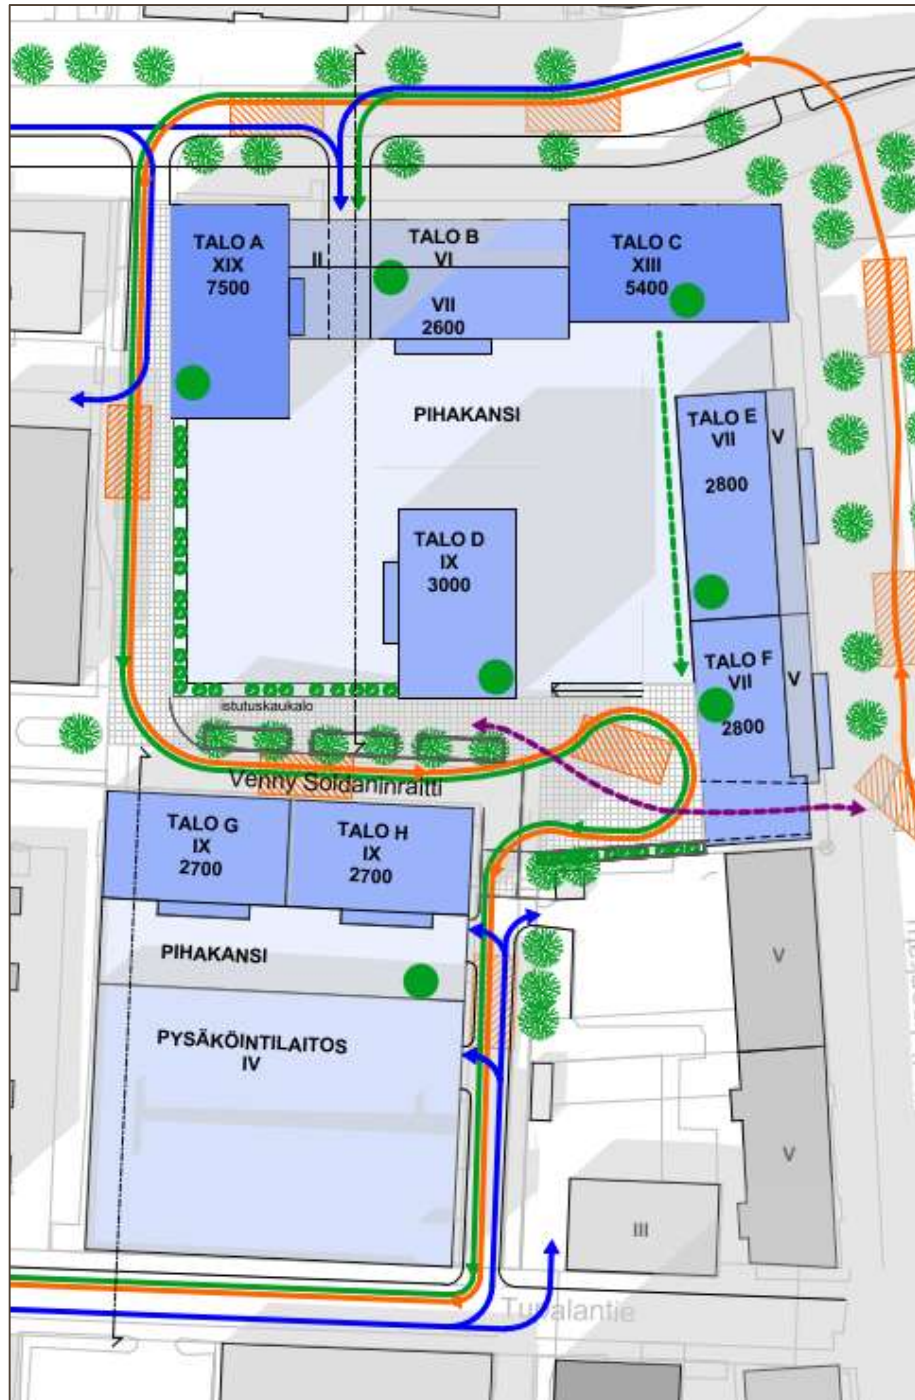 TALO A
XIX
7500
II
TALO B
VI
VII
2600
TALO C
XIII
5400
PIHAKANSI
TALO E
VII
2800
V
TALO D
IX
3000
TALO F
VII
2800
V
istutuskaukalo
Venny Soldaninraitti
TALO G
IX
2700
TALO H
IX
2700
PIHAKANSI
PYSÄKÖINTILAITOS
IV
V
V
III
Tupalantie